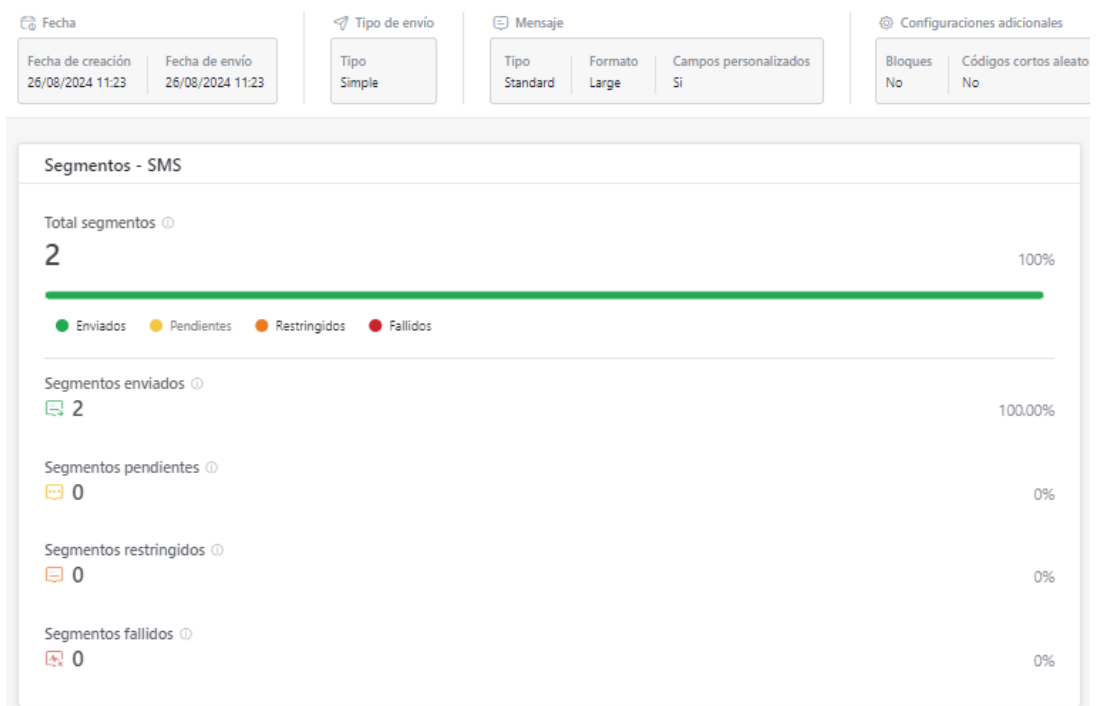 Fecha
Tipo de envío
Mensaje
Configuraciones adicionales
Fecha de creación
Fecha de envío
Tipo
Tipo
Formato
Campos personalizados
Bloques
Códigos cortos aleato
26/08/2024 11:23
26/08/2024 11:23
Simple
Standard
Large
Si
No
No
Segmentos - SMS
Total segmentos
2
100%
Enviados
Pendientes
Restringidos
Fallidos
Segmentos enviados
2
100.00%
Segmentos pendientes
0
0%
Segmentos restringidos
0
0%
Segmentos fallidos
0
0%